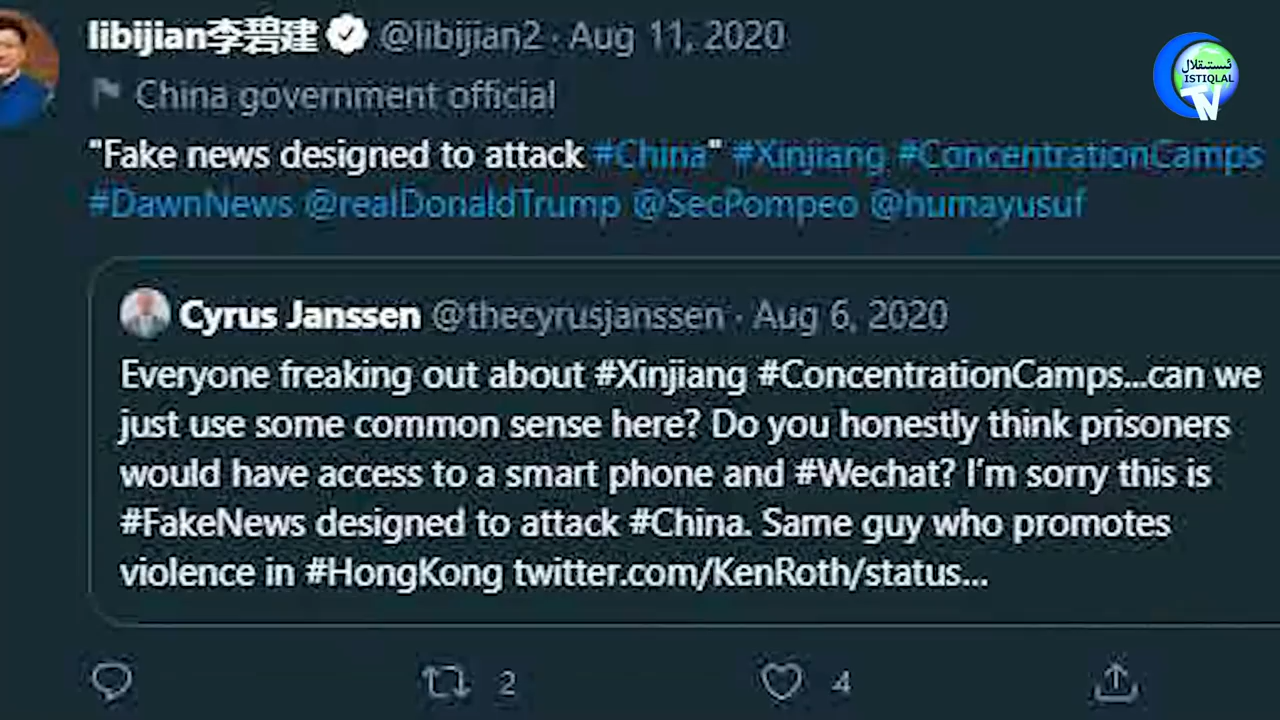 libijian李碧建 @libijian2 · Aug 11, 2020
China government official
"Fake news designed to attack #China" #Xinjiang #ConcentrationCamps
#DawnNews @realDonaldTrump @SecPompeo @humayusuf
Cyrus Janssen @thecyrusjanssen · Aug 6, 2020
Everyone freaking out about #Xinjiang #ConcentrationCamps...can we
just use some common sense here? Do you honestly think prisoners
would have access to a smart phone and #Wechat? I'm sorry this is
#FakeNews designed to attack #China. Same guy who promotes
violence in #HongKong twitter.com/KenRoth/status...
2 4
ئىستىقلال
ISTIQLAL
TV